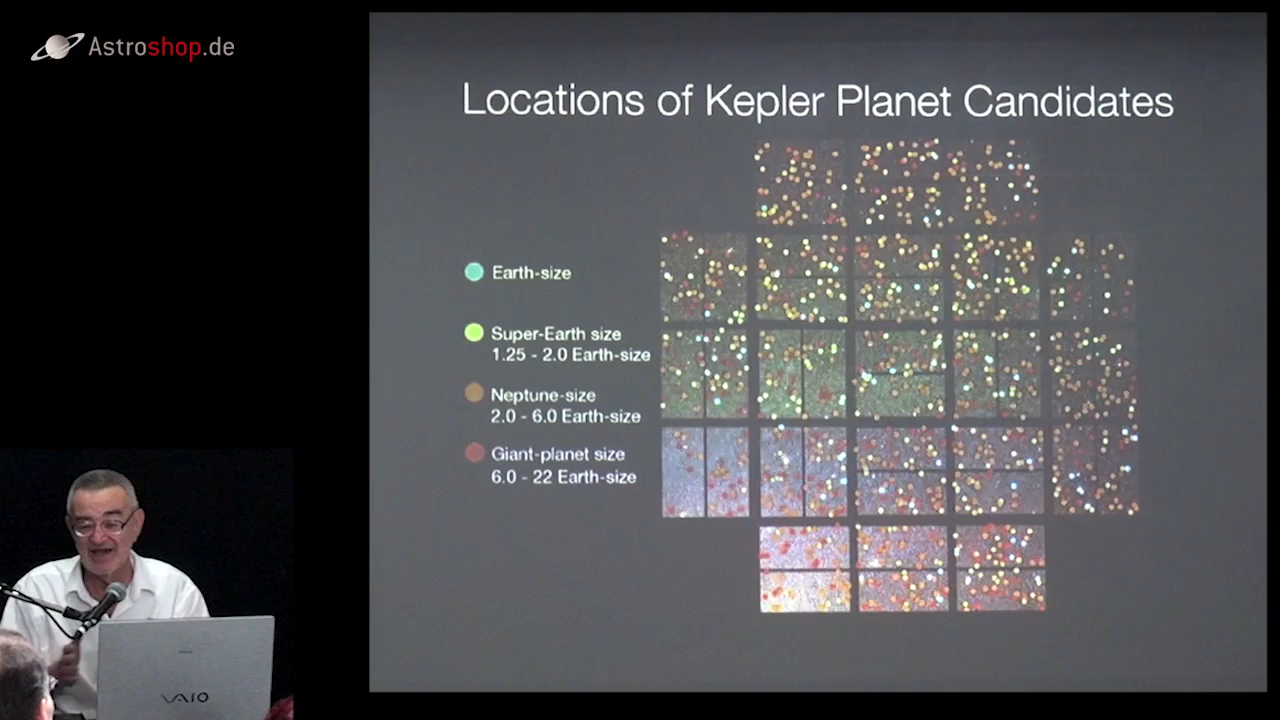 Astroshop.de
Locations of Kepler Planet Candidates
Earth-size
Super-Earth size
1.25 - 2.0 Earth-size
Neptune-size
2.0 - 6.0 Earth-size
Giant-planet size
6.0 - 22 Earth-size
VAIO